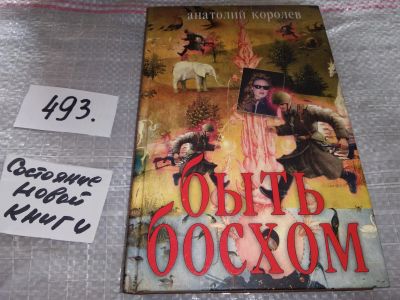 анатолий королев
493.
Состояние
новой
книги
быть
босхом